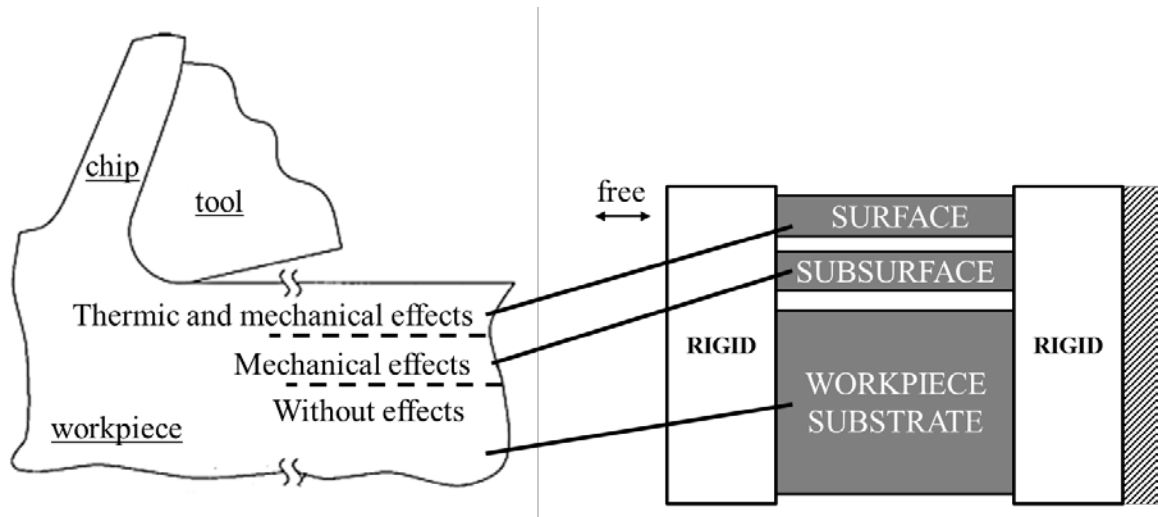 chip
tool
Thermic and mechanical effects
Mechanical effects
Without effects
workpiece
free
RIGID
SURFACE
SUBSURFACE
WORKPIECE
SUBSTRATE
RIGID